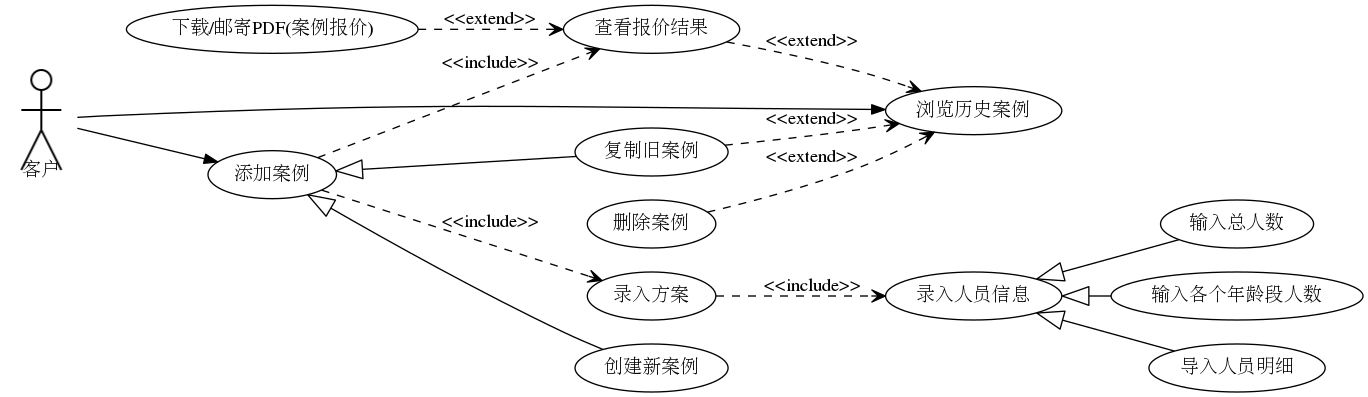 下载/邮寄PDF(案例报价)
<<extend>>
查看报价结果
<<extend>>
<<include>>
浏览历史案例
<<extend>>
复制旧案例
<<extend>>
客户
添加案例
删除案例
<<include>>
输入总人数
录入方案
<<include>>
录入人员信息
输入各个年龄段人数
创建新案例
导入人员明细